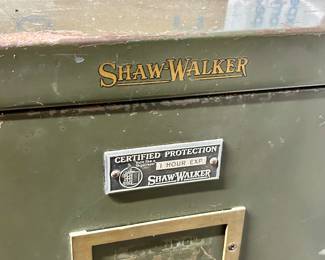 SHAW-WALKER
CERTIFIED PROTECTION
1 HOUR EXP.
SHAW-WALKER